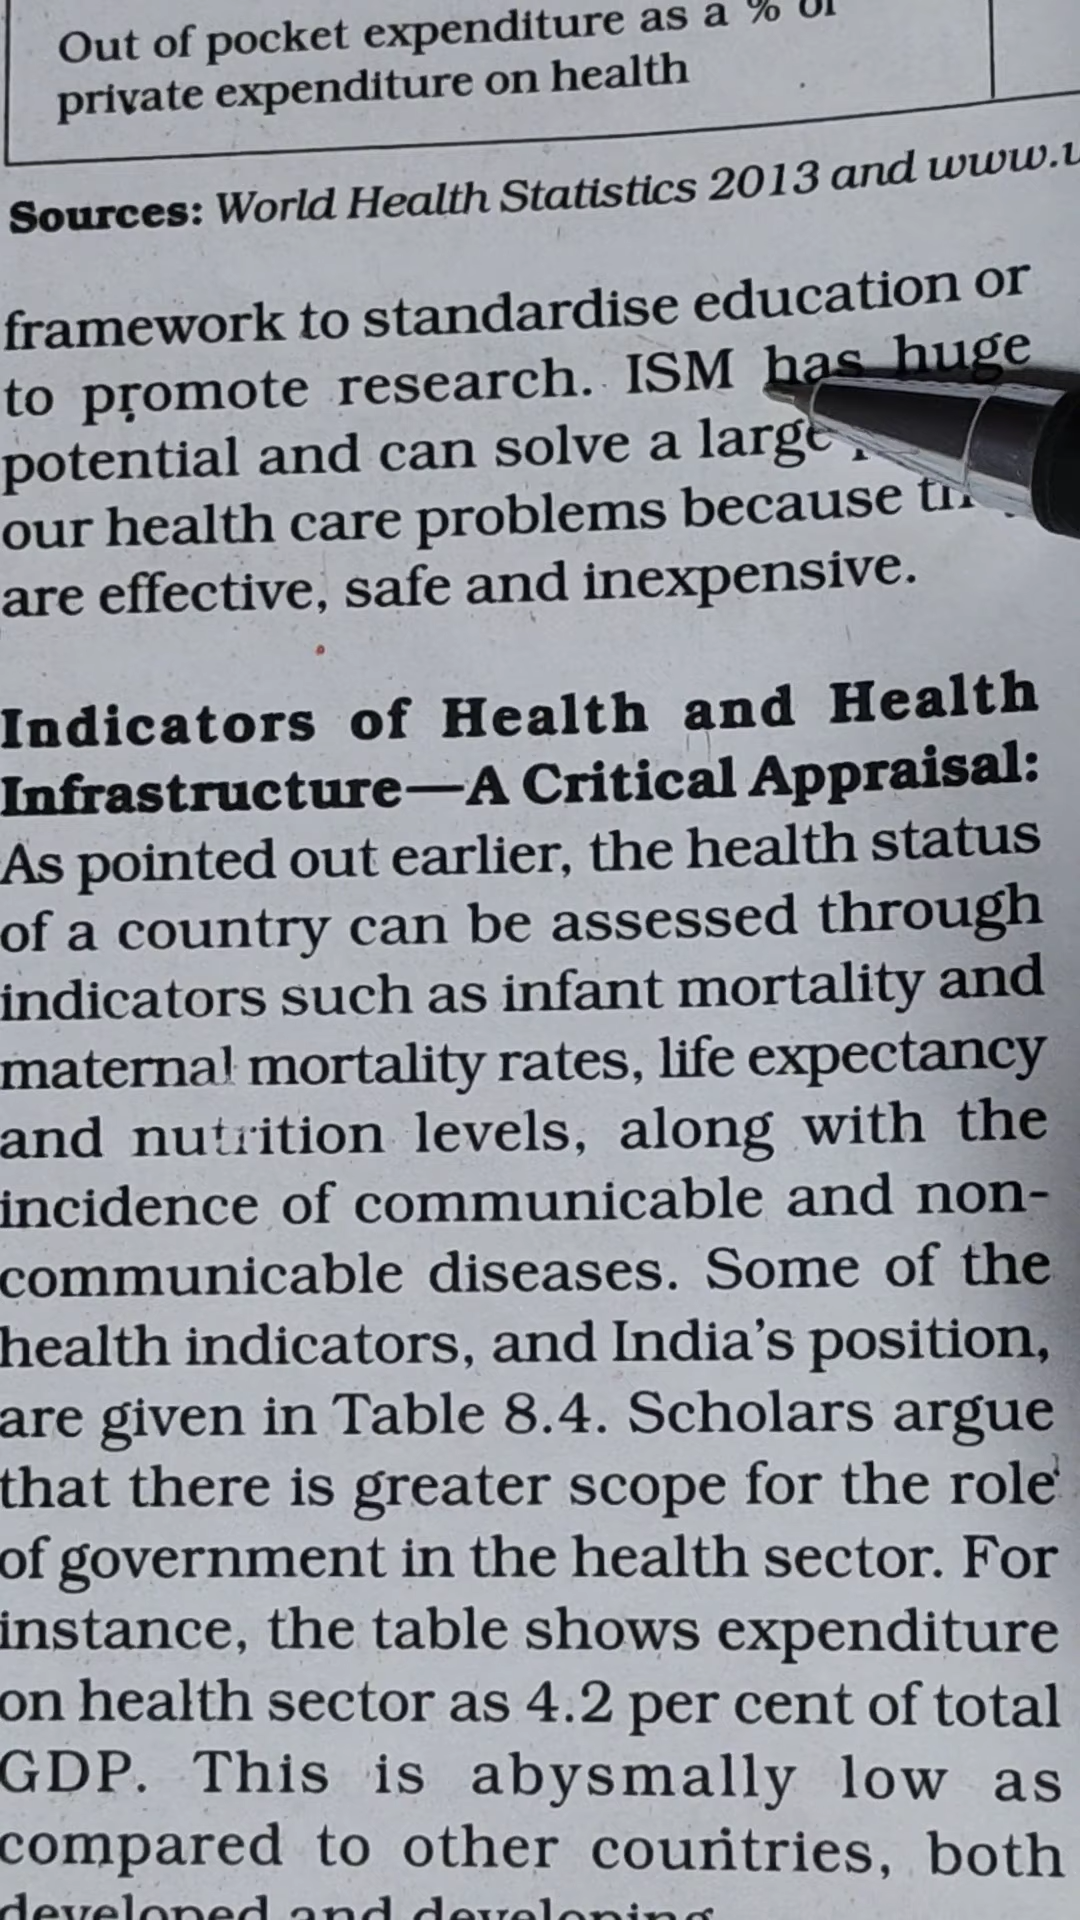 Out of pocket expenditure as a % of
private expenditure on health
Sources: World Health Statistics 2013 and www.
framework to standardise education or
to promote research. ISM has huge
potential and can solve a large
our health care problems because
are effective, safe and inexpensive.
Indicators of Health and Health
Infrastructure—A Critical Appraisal:
As pointed out earlier, the health status
of a country can be assessed through
indicators such as infant mortality and
maternal mortality rates, life expectancy
and nutrition levels, along with the
incidence of communicable and non-
communicable diseases. Some of the
health indicators, and India's position,
are given in Table 8.4. Scholars argue
that there is greater scope for the role
of government in the health sector. For
instance, the table shows expenditure
on health sector as 4.2 per cent of total
GDP. This is abysmally low as
compared to other countries, both
developed and developing